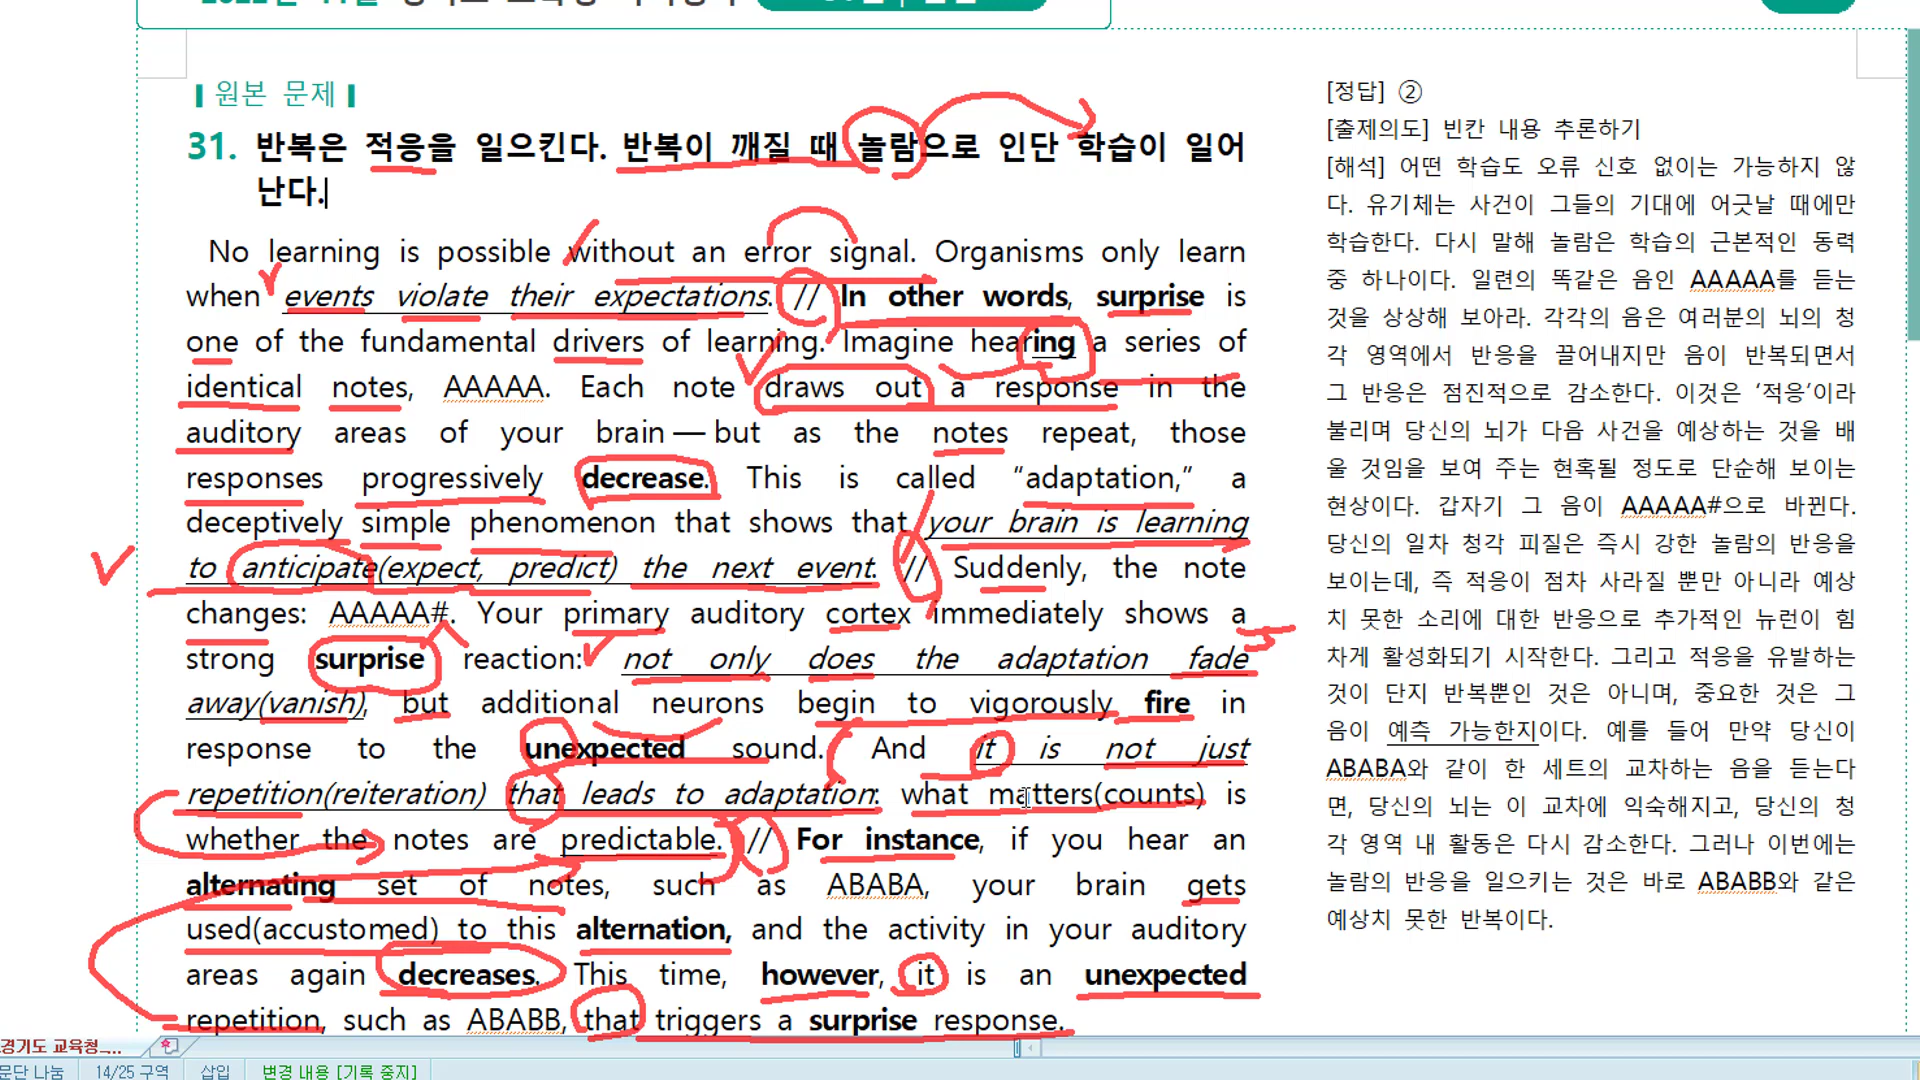 원본 문제
31. 반복은 적응을 일으킨다. 반복이 깨질 때 놀람으로 인단 학습이 일어
난다.
No learning is possible without an error signal. Organisms only learn
when events violate their expectations. // In other words, surprise is
one of the fundamental drivers of learning. Imagine hearing a series of
identical notes, AAAAA. Each note draws out a response in the
auditory areas of your brain — but as the notes repeat, those
responses progressively decrease. This is called “adaptation,” a
deceptively simple phenomenon that shows that your brain is learning
to anticipate(expect, predict) the next event. // Suddenly, the note
changes: AAAAA#. Your primary auditory cortex immediately shows a
strong surprise reaction: not only does the adaptation fade
away(vanish), but additional neurons begin to vigorously fire in
response to the unexpected sound. And it is not just
repetition(reiteration) that leads to adaptation: what matters(counts) is
whether the notes are predictable. // For instance, if you hear an
alternating set of notes, such as ABABA, your brain gets
used(accustomed) to this alternation, and the activity in your auditory
areas again decreases. This time, however, it is an unexpected
repetition, such as ABABB, that triggers a surprise response.
[정답] ②
[출제의도] 빈칸 내용 추론하기
[해석] 어떤 학습도 오류 신호 없이는 가능하지 않
다. 유기체는 사건이 그들의 기대에 어긋날 때에만
학습한다. 다시 말해 놀람은 학습의 근본적인 동력
중 하나이다. 일련의 똑같은 음인 AAAAA를 듣는
것을 상상해 보아라. 각각의 음은 여러분의 뇌의 청
각 영역에서 반응을 끌어내지만 음이 반복되면서
그 반응은 점진적으로 감소한다. 이것은 ‘적응’이라
불리며 당신의 뇌가 다음 사건을 예상하는 것을 배
울 것임을 보여 주는 현혹될 정도로 단순해 보이는
현상이다. 갑자기 그 음이 AAAAA#으로 바뀐다.
당신의 일차 청각 피질은 즉시 강한 놀람의 반응을
보이는데, 즉 적응이 점차 사라질 뿐만 아니라 예상
치 못한 소리에 대한 반응으로 추가적인 뉴런이 힘
차게 활성화되기 시작한다. 그리고 적응을 유발하는
것이 단지 반복뿐인 것은 아니며, 중요한 것은 그
음이 예측 가능한지이다. 예를 들어 만약 당신이
ABABA와 같이 한 세트의 교차하는 음을 듣는다
면, 당신의 뇌는 이 교차에 익숙해지고, 당신의 청
각 영역 내 활동은 다시 감소한다. 그러나 이번에는
놀람의 반응을 일으키는 것은 바로 ABABB와 같은
예상치 못한 반복이다.
경기도 교육청...
문단 나눔 14/25 구역 삽입 변경 내용 [기록 중지]